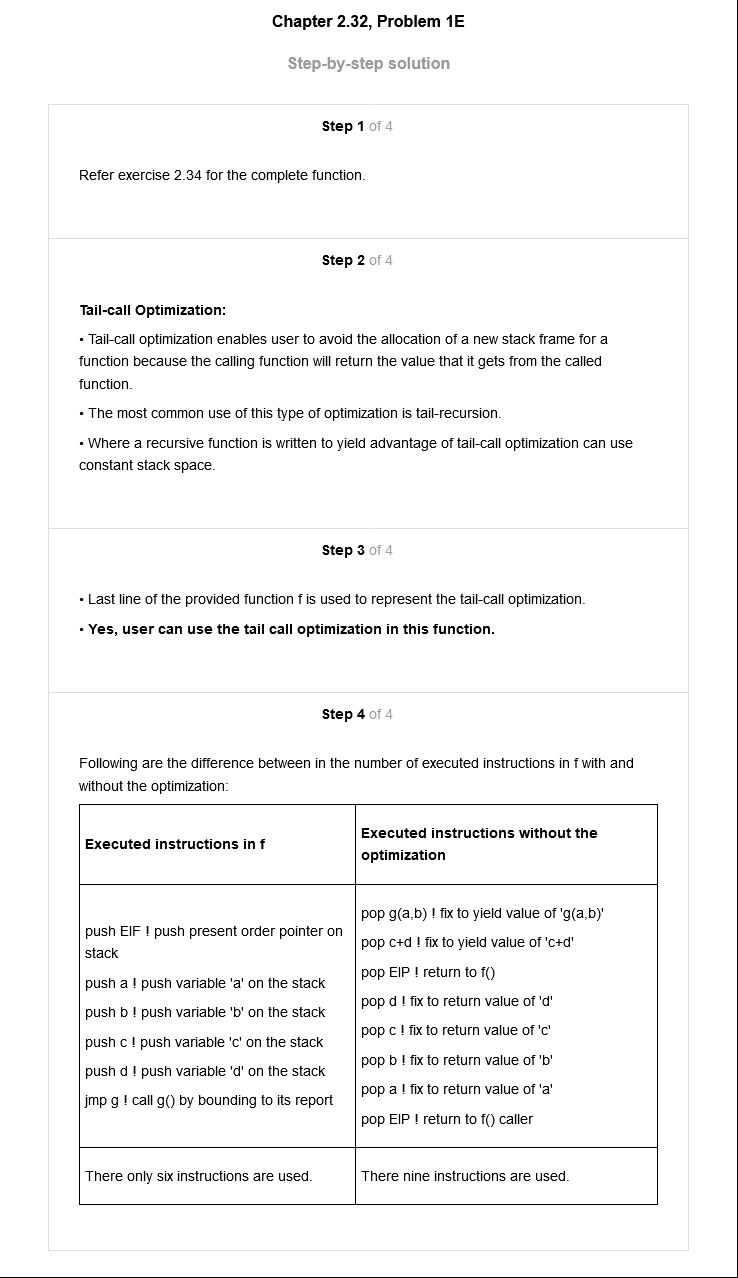 Chapter 2.32, Problem 1E
Step-by-step solution
Step 1 of 4
Refer exercise 2.34 for the complete function.
Step 2 of 4
Tail-call Optimization:
• Tail-call optimization enables user to avoid the allocation of a new stack frame for a
function because the calling function will return the value that it gets from the called
function.
• The most common use of this type of optimization is tail-recursion.
• Where a recursive function is written to yield advantage of tail-call optimization can use
constant stack space.
Step 3 of 4
• Last line of the provided function f is used to represent the tail-call optimization.
• Yes, user can use the tail call optimization in this function.
Step 4 of 4
Following are the difference between in the number of executed instructions in f with and
without the optimization:
Executed instructions in f
Executed instructions without the
optimization
push EIF ! push present order pointer on
stack
push a ! push variable 'a' on the stack
push b ! push variable 'b' on the stack
push c ! push variable 'c' on the stack
push d ! push variable 'd' on the stack
jmp g ! call g() by bounding to its report
pop g(a,b) ! fix to yield value of 'g(a,b)'
pop c+d ! fix to yield value of 'c+d'
pop EIP ! return to f()
pop d ! fix to return value of 'd'
pop c ! fix to return value of 'c'
pop b ! fix to return value of 'b'
pop a ! fix to return value of 'a'
pop EIP ! return to f() caller
There only six instructions are used.
There nine instructions are used.